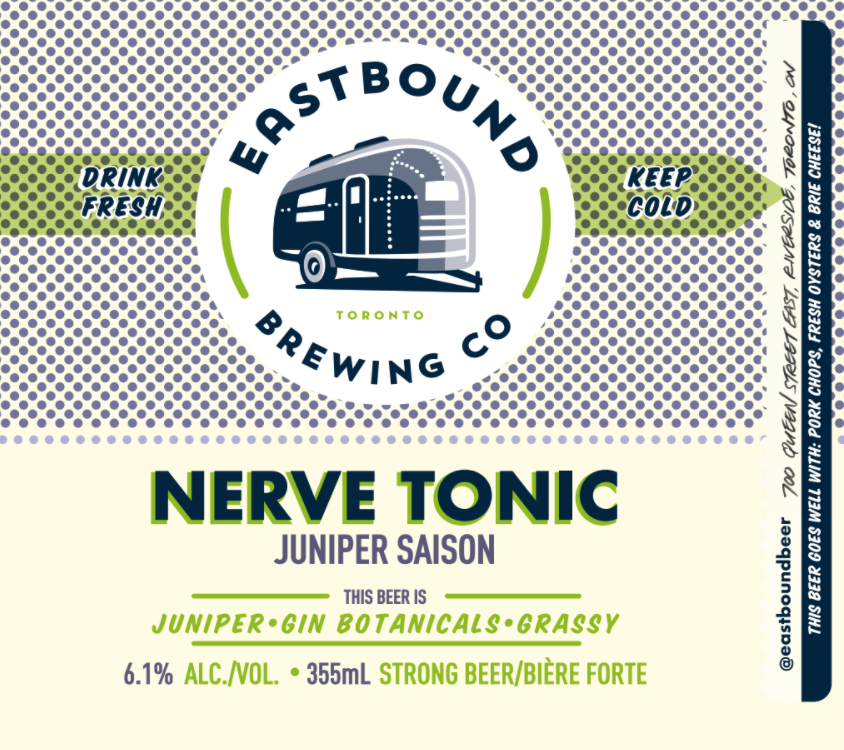 EASTBOUND
DRINK
FRESH
KEEP
COLD
TORONTO
BREWING CO
NERVE TONIC
JUNIPER SAISON
THIS BEER IS
JUNIPER•GIN BOTANICALS•GRASSY
6.1% ALC./VOL. • 355mL STRONG BEER/BIÈRE FORTE
@eastboundbeer 700 QUEEN STREET EAST, RIVERSIDE, TORONTO, ON
THIS BEER GOES WELL WITH: PORK CHOPS, FRESH OYSTERS & BRIE CHEESE!